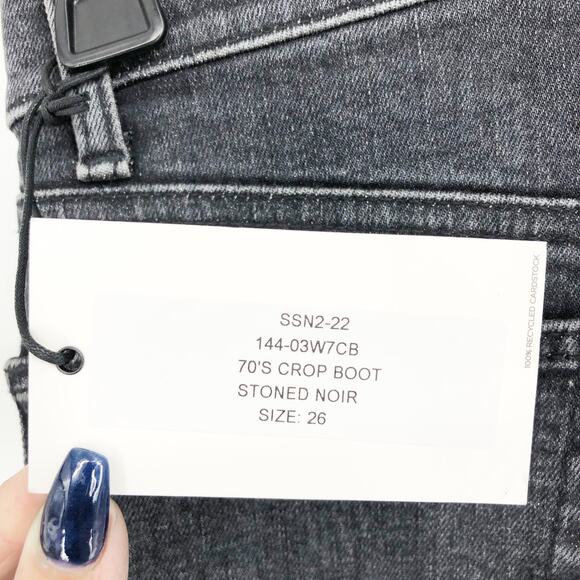 SSN2-22
144-03W7CB
70'S CROP BOOT
STONED NOIR
SIZE: 26
100% RECYCLED CARDSTOCK